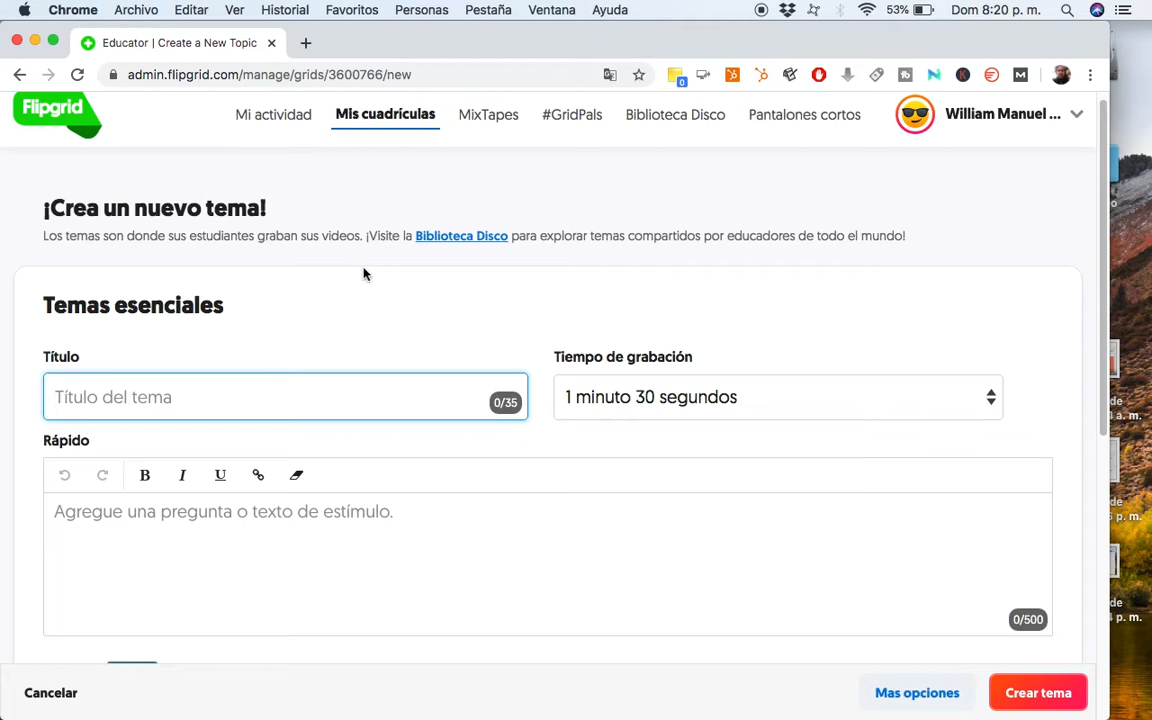 Chrome Archivo Editar Ver Historial Favoritos Personas Pestaña Ventana Ayuda 53% Dom 8:20 p. m.
Educator | Create a New Topic
admin.flipgrid.com/manage/grids/3600766/new
Flipgrid Mi actividad Mis cuadrículas MixTapes #GridPals Biblioteca Disco Pantalones cortos William Manuel ...
¡Crea un nuevo tema!
Los temas son donde sus estudiantes graban sus videos. ¡Visite la Biblioteca Disco para explorar temas compartidos por educadores de todo el mundo!
Temas esenciales
Título Tiempo de grabación
Título del tema 0/35 1 minuto 30 segundos
Rápido
B I U
Agregue una pregunta o texto de estímulo.
0/500
Cancelar Mas opciones Crear tema
de
a. m.
de
p. m.
de
p. m.